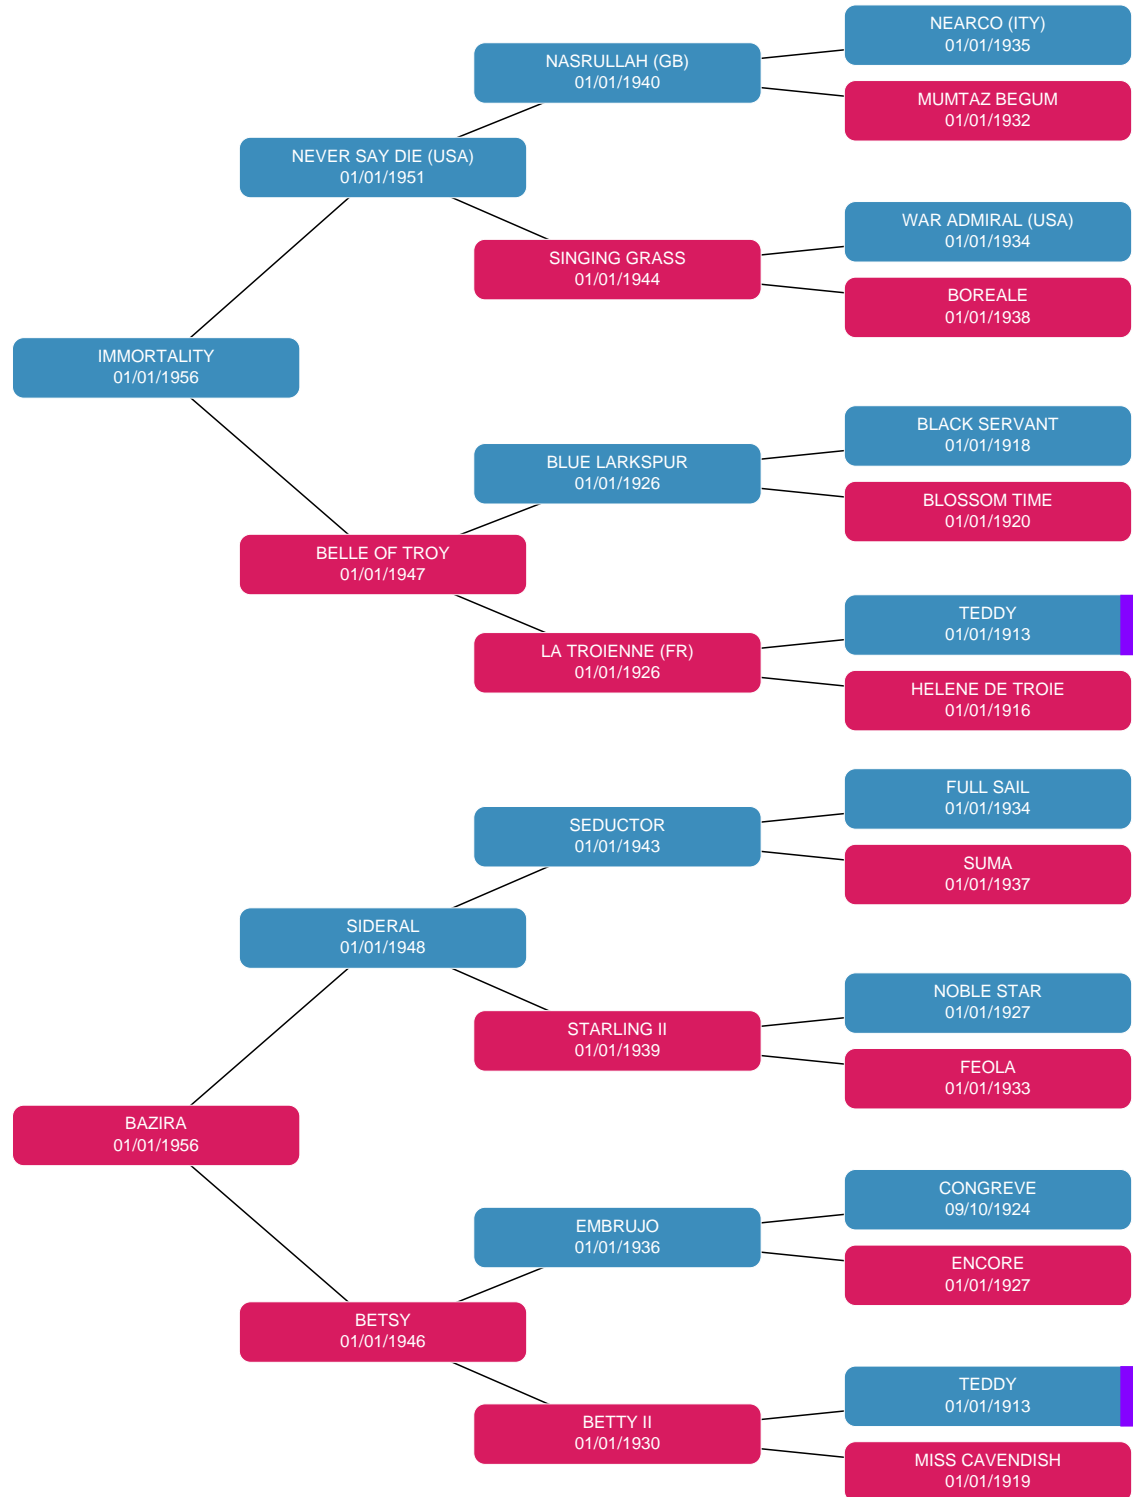 NEARCO (ITY)
01/01/1935
NASRULLAH (GB)
01/01/1940
MUMTAZ BEGUM
01/01/1932
NEVER SAY DIE (USA)
01/01/1951
WAR ADMIRAL (USA)
01/01/1934
SINGING GRASS
01/01/1944
BOREALE
01/01/1938
IMMORTALITY
01/01/1956
BLACK SERVANT
01/01/1918
BLUE LARKSPUR
01/01/1926
BLOSSOM TIME
01/01/1920
BELLE OF TROY
01/01/1947
TEDDY
01/01/1913
LA TROIENNE (FR)
01/01/1926
HELENE DE TROIE
01/01/1916
FULL SAIL
01/01/1934
SEDUCTOR
01/01/1943
SUMA
01/01/1937
SIDERAL
01/01/1948
NOBLE STAR
01/01/1927
STARLING II
01/01/1939
FEOLA
01/01/1933
BAZIRA
01/01/1956
CONGREVE
09/10/1924
EMBRUJO
01/01/1936
ENCORE
01/01/1927
BETSY
01/01/1946
TEDDY
01/01/1913
BETTY II
01/01/1930
MISS CAVENDISH
01/01/1919